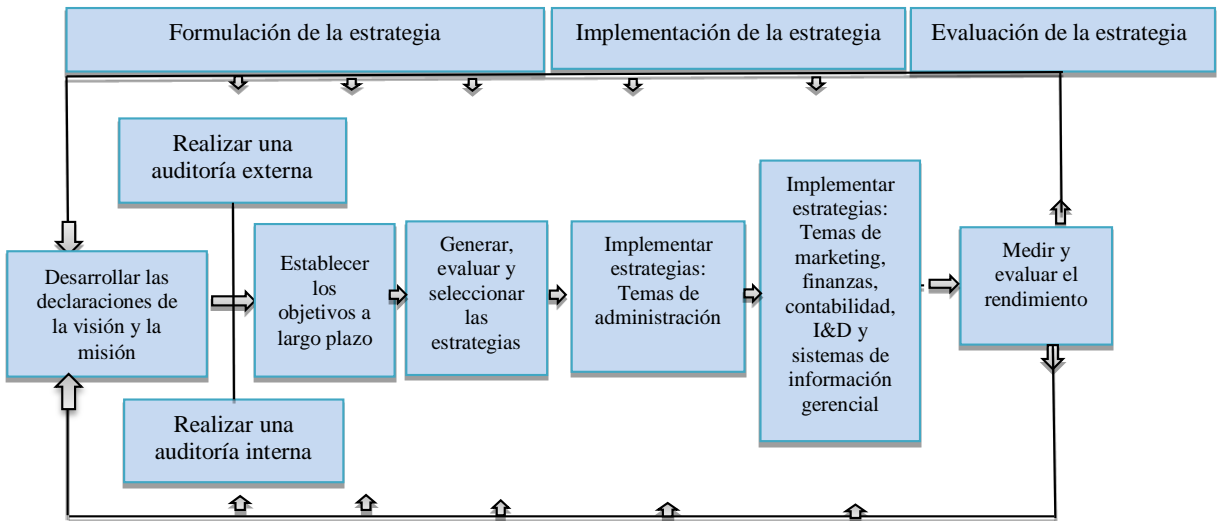 Formulación de la estrategia
Implementación de la estrategia
Evaluación de la estrategia
Realizar una
auditoría externa
Desarrollar las
declaraciones de
la visión y la
misión
Realizar una
auditoría interna
Establecer
los
objetivos a
largo plazo
Generar,
evaluar y
seleccionar
las
estrategias
Implementar
estrategias:
Temas de
administración
Implementar
estrategias:
Temas de
marketing,
finanzas,
contabilidad,
I&D y
sistemas de
información
gerencial
Medir y
evaluar el
rendimiento